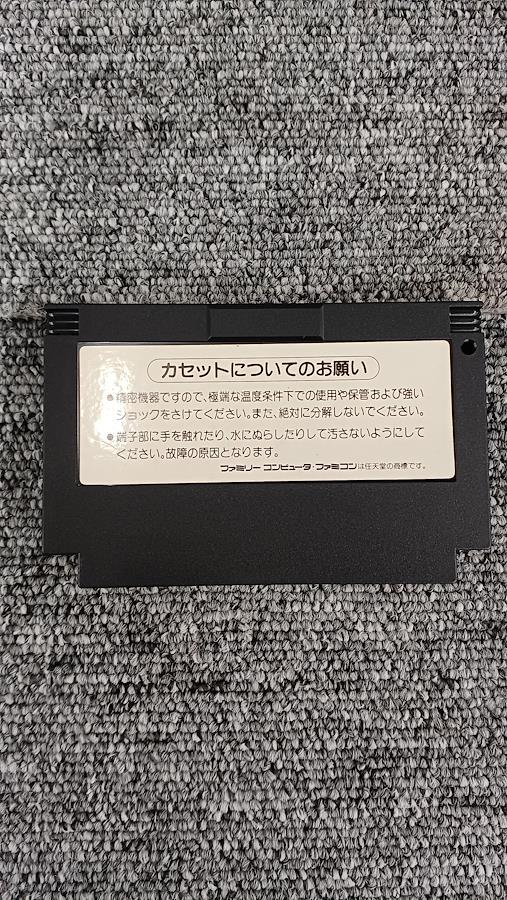 カセットについてのお願い
●精密機器ですので、極端な温度条件下での使用や保管および強い
ショックをさけてください。また、絶対に分解しないでください。
●端子部に手を触れたり、水にぬらしたりして汚さないようにして
ください。故障の原因となります。
ファミリーコンピュータ・ファミコンは任天堂の商標です。